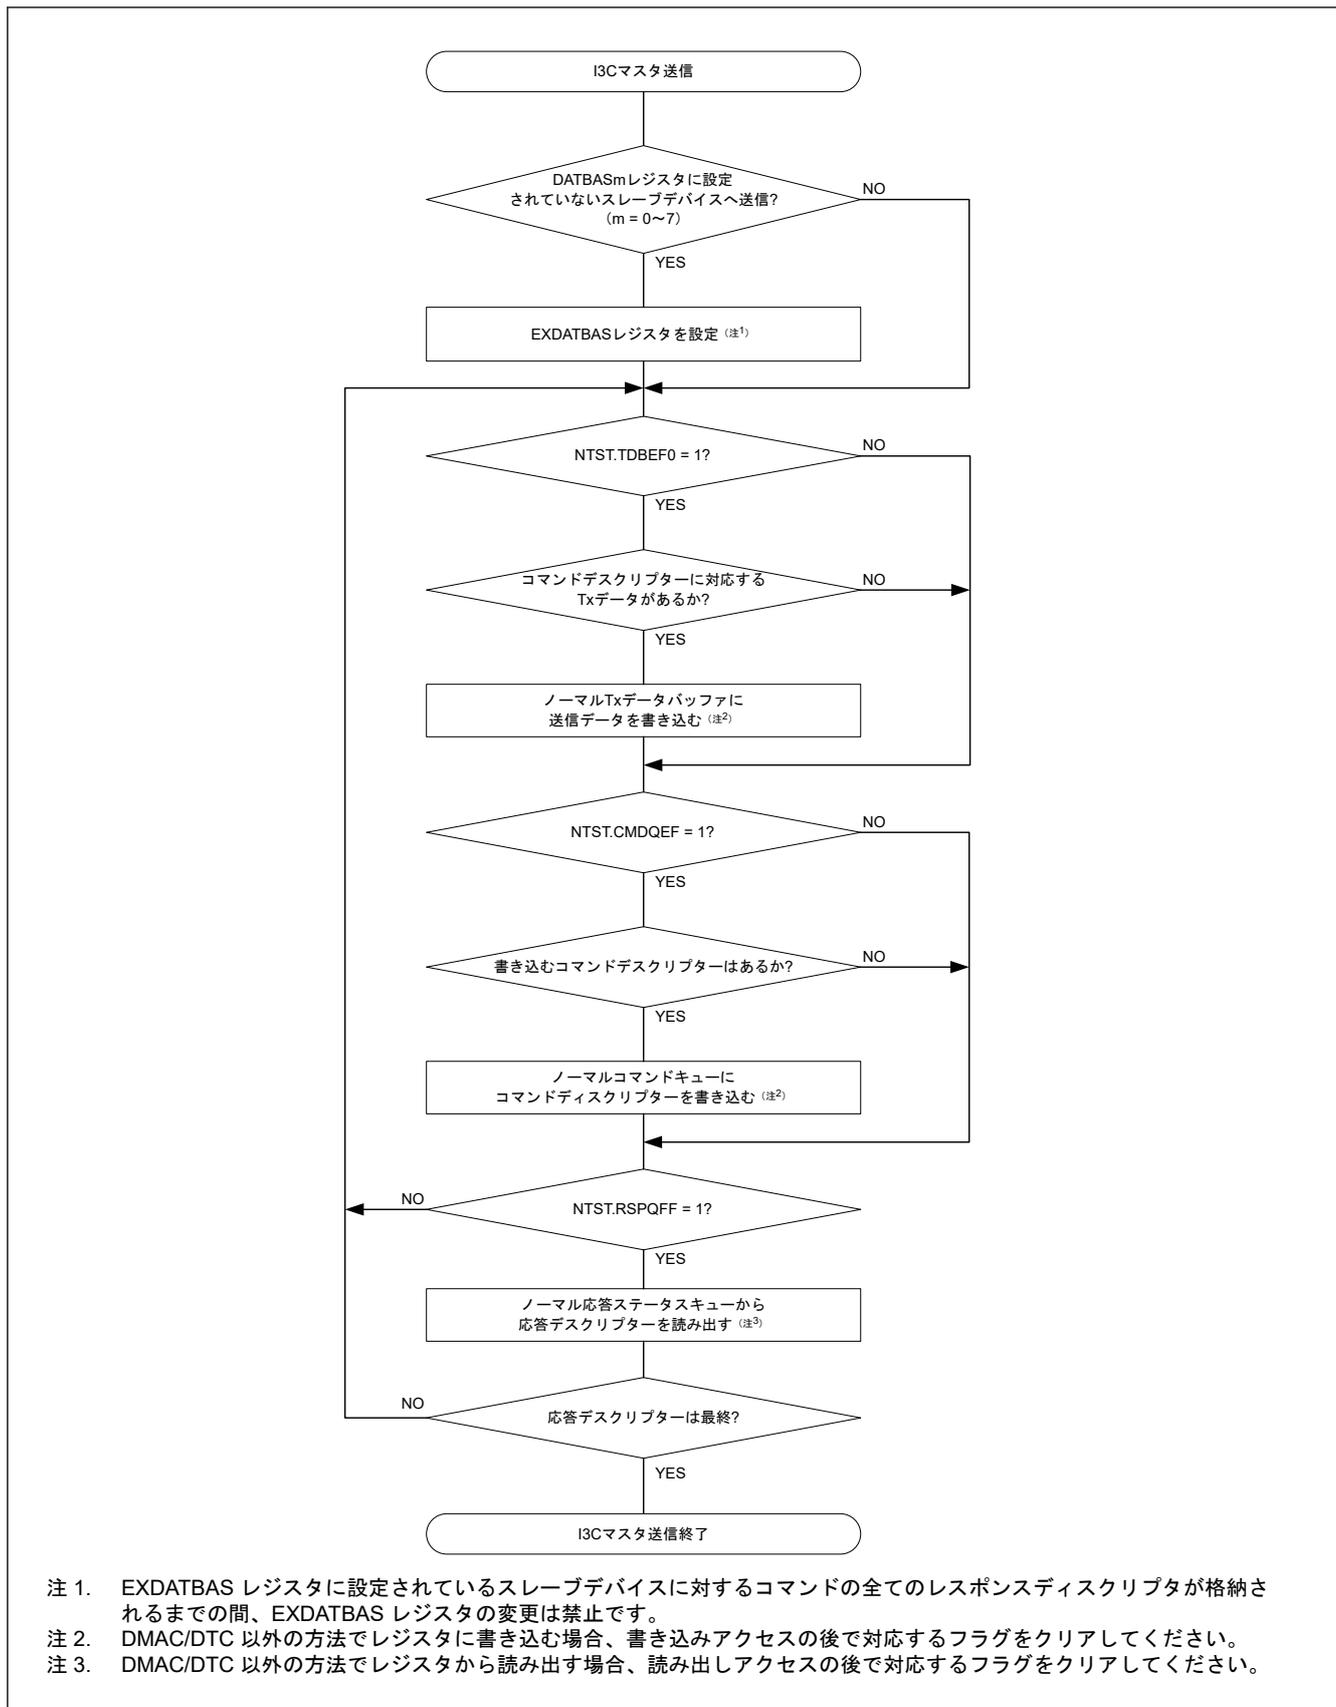 I3Cマスタ送信
DATBASmレジスタに設定
されていないスレーブデバイスへ送信?
（m = 0～7）
NO
YES
EXDATBASレジスタを設定（注1）
NTST.TDBEF0 = 1?
NO
YES
コマンドデスクリプターに対応する
Txデータがあるか?
NO
YES
ノーマルTxデータバッファに
送信データを書き込む（注2）
NTST.CMDQEF = 1?
NO
YES
書き込むコマンドデスクリプターはあるか?
NO
YES
ノーマルコマンドキューに
コマンドディスクリプターを書き込む（注2）
NO
NTST.RSPQFF = 1?
YES
ノーマル応答ステータスキューから
応答デスクリプターを読み出す（注3）
NO
応答デスクリプターは最終?
YES
I3Cマスタ送信終了
注 1. EXDATBAS レジスタに設定されているスレーブデバイスに対するコマンドの全てのレスポンスディスクリプタが格納さ
れるまでの間、EXDATBAS レジスタの変更は禁止です。
注 2. DMAC/DTC 以外の方法でレジスタに書き込む場合、書き込みアクセスの後で対応するフラグをクリアしてください。
注 3. DMAC/DTC 以外の方法でレジスタから読み出す場合、読み出しアクセスの後で対応するフラグをクリアしてください。